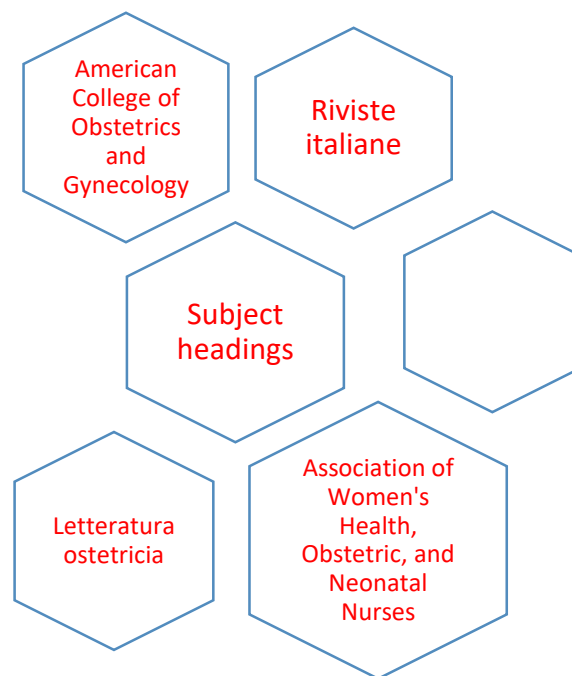 American
College of
Obstetrics
and
Gynecology
Riviste
italiane
Subject
headings
Letteratura
ostetricia
Association of
Women's
Health,
Obstetric, and
Neonatal
Nurses